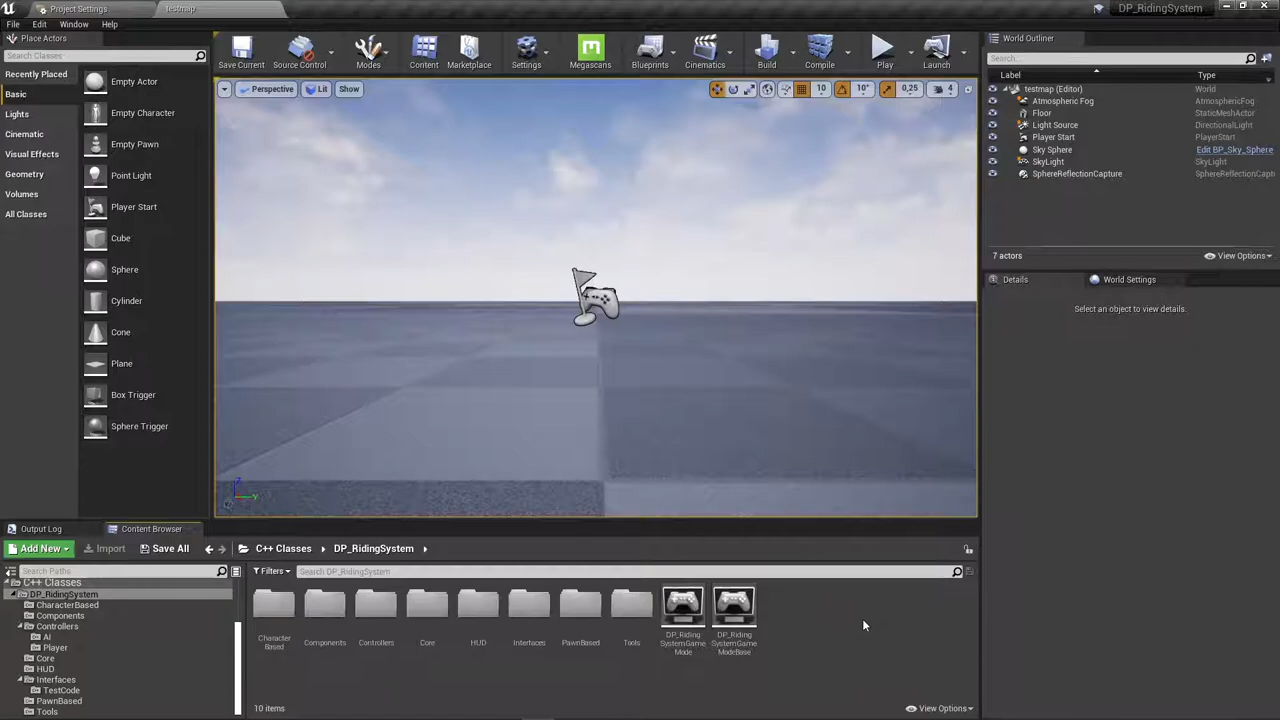 Project Settings
testmap
DP_RidingSystem
File Edit Window Help
Place Actors
Search Classes
Recently Placed
Basic
Lights
Cinematic
Visual Effects
Geometry
Volumes
All Classes
Empty Actor
Empty Character
Empty Pawn
Point Light
Player Start
Cube
Sphere
Cylinder
Cone
Plane
Box Trigger
Sphere Trigger
Save Current Source Control Modes Content Marketplace Settings Megascans Blueprints Cinematics Build Compile Play Launch
Perspective Lit Show
10 10° 0,25 4
World Outliner
Search...
Label Type
testmap (Editor) World
Atmospheric Fog AtmosphericFog
Floor StaticMeshActor
Light Source DirectionalLight
Player Start PlayerStart
Sky Sphere Edit BP_Sky_Sphere
SkyLight SkyLight
SphereReflectionCapture SphereReflectionCapt
7 actors View Options
Details World Settings
Select an object to view details.
Output Log Content Browser
Add New Import Save All C++ Classes DP_RidingSystem
Search Paths
Filters Search DP_RidingSystem
C++ Classes
DP_RidingSystem
CharacterBased
Components
Controllers
AI
Player
Core
HUD
Interfaces
TestCode
PawnBased
Tools
Character
Based
Components
Controllers
Core
HUD
Interfaces
PawnBased
Tools
DP_Riding
SystemGame
Mode
DP_Riding
SystemGame
ModeBase
10 items View Options